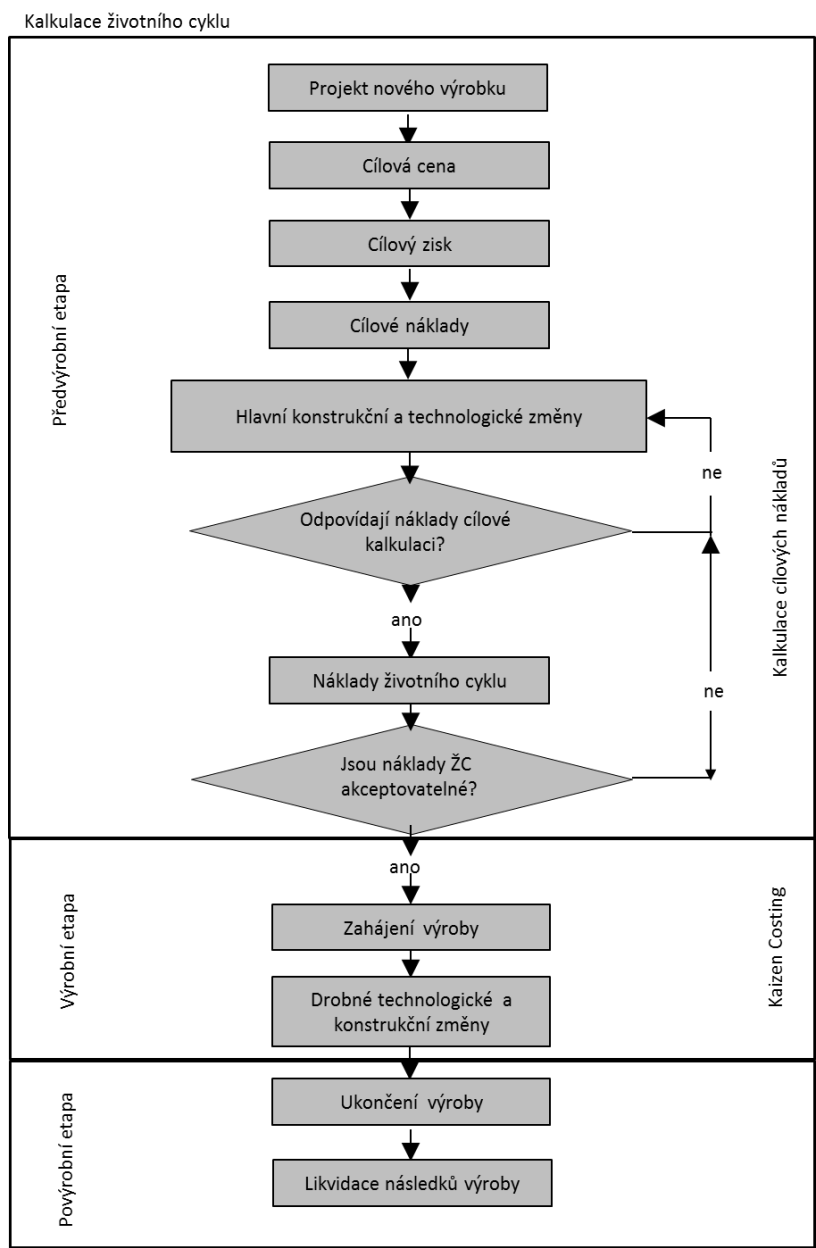 Kalkulace životního cyklu
Projekt nového výrobku
Cílová cena
Cílový zisk
Cílové náklady
Předvýrobní etapa
Hlavní konstrukční a technologické změny
ne
Odpovídají náklady cílové
kalkulaci?
Kalkulace cílových nákladů
ano
Náklady životního cyklu
ne
Jsou náklady ŽC
akceptovatelné?
ano
Výrobní etapa
Zahájení výroby
Kaizen Costing
Drobné technologické a
konstrukční změny
Povýrobní etapa
Ukončení výroby
Likvidace následků výroby